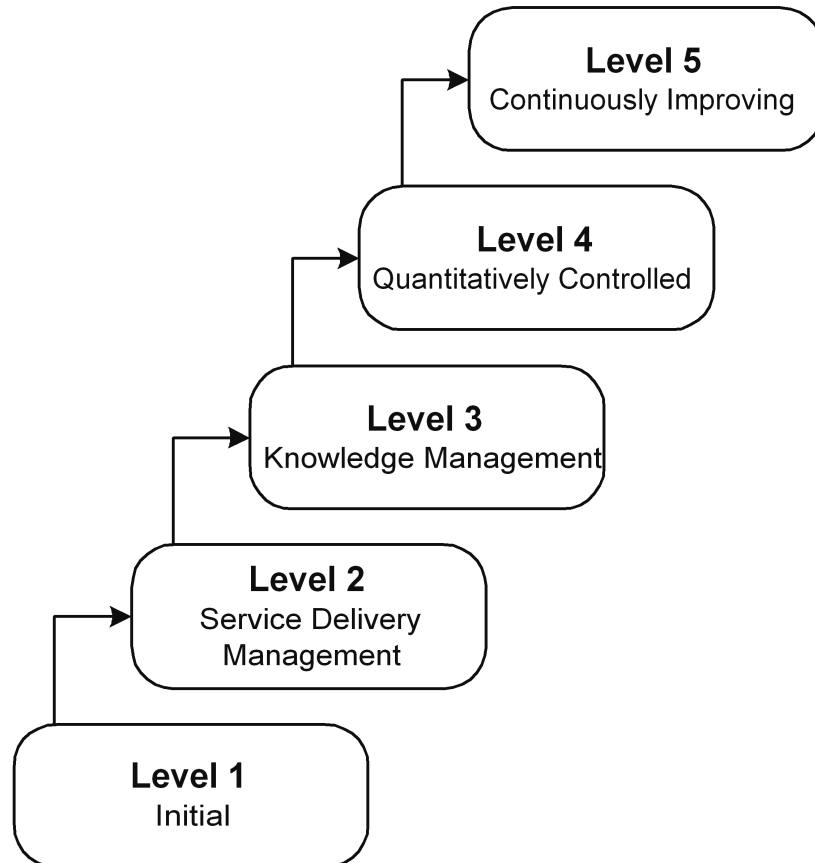 Level 5
Continuously Improving
Level 4
Quantitatively Controlled
Level 3
Knowledge Management
Level 2
Service Delivery
Management
Level 1
Initial